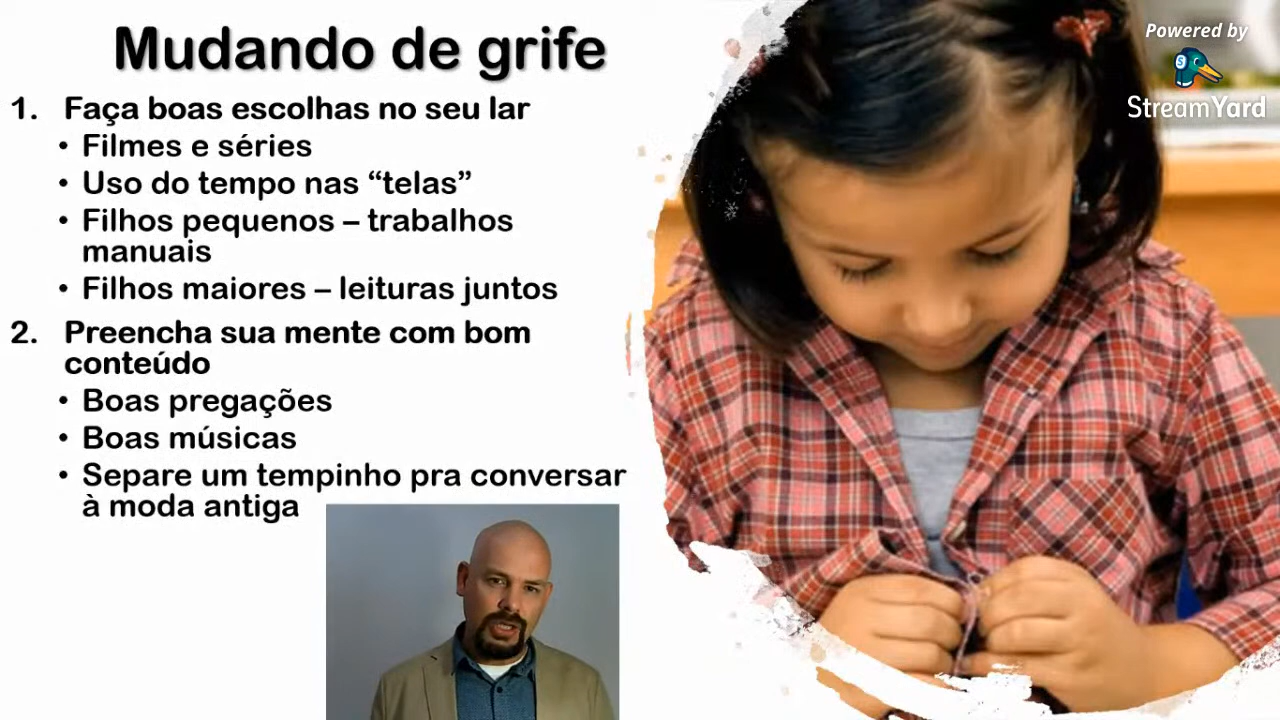 Mudando de grife
1. Faça boas escolhas no seu lar
• Filmes e séries
• Uso do tempo nas “telas”
• Filhos pequenos – trabalhos
manuais
• Filhos maiores – leituras juntos
2. Preencha sua mente com bom
conteúdo
• Boas pregações
• Boas músicas
• Separe um tempinho pra conversar
à moda antiga
Powered by
S
StreamYard